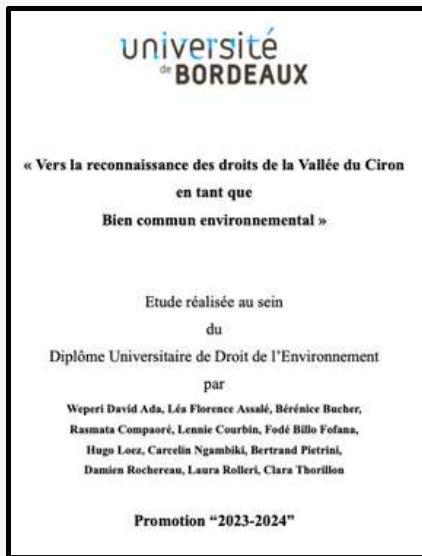 université
de BORDEAUX
« Vers la reconnaissance des droits de la Vallée du Ciron
en tant que
Bien commun environnemental »
Etude réalisée au sein
du
Diplôme Universitaire de Droit de l’Environnement
par
Weperi David Ada, Léa Florence Assalé, Bérénice Bucher,
Rasmata Compaoré, Lennie Courbin, Fodé Billo Fofana,
Hugo Loez, Carcelin Ngambiki, Bertrand Pietrini,
Damien Rochereau, Laura Rolleri, Clara Thorillon
Promotion “2023-2024”